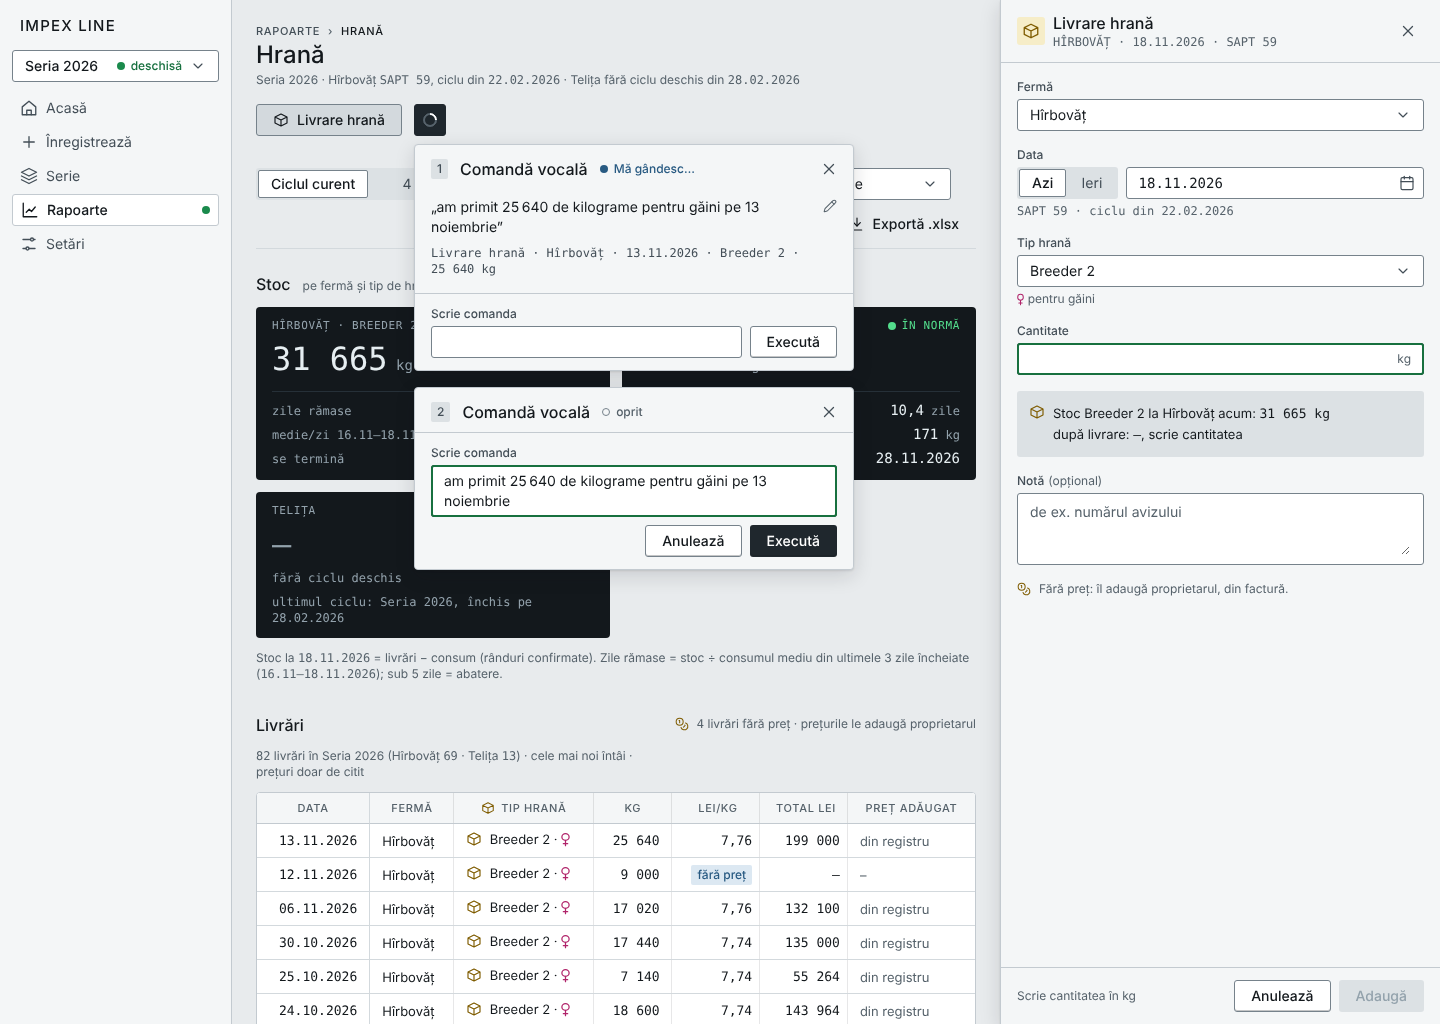 IMPEX LINE
Seria 2026 deschisă
Acasă
Înregistrează
Serie
Rapoarte
Setări
RAPOARTE › HRANĂ
Hrană
Seria 2026 · Hîrbovăț SAPT 59, ciclu din 22.02.2026 · Telița fără ciclu deschis din 28.02.2026
Livrare hrană
Ciclul curent 4
e
Exportă .xlsx
1 Comandă vocală Mă gândesc...
„am primit 25 640 de kilograme pentru găini pe 13
noiembrie”
Livrare hrană · Hîrbovăț · 13.11.2026 · Breeder 2 ·
25 640 kg
Scrie comanda
Execută
2 Comandă vocală oprit
Scrie comanda
am primit 25 640 de kilograme pentru găini pe 13
noiembrie
Anulează Execută
Stoc pe fermă și tip de
HÎRBOVĂȚ · BREEDER 2
31 665 kg
zile rămase
medie/zi 16.11–18.11
se termină
ÎN NORMĂ
10,4 zile
171 kg
28.11.2026
TELIȚA
—
fără ciclu deschis
ultimul ciclu: Seria 2026, închis pe
28.02.2026
Stoc la 18.11.2026 = livrări − consum (rânduri confirmate). Zile rămase = stoc ÷ consumul mediu din ultimele 3 zile încheiate
(16.11–18.11.2026); sub 5 zile = abatere.
Livrări
4 livrări fără preț · prețurile le adaugă proprietarul
82 livrări în Seria 2026 (Hîrbovăț 69 · Telița 13) · cele mai noi întâi ·
prețuri doar de citit
DATA FERMĂ TIP HRANĂ KG LEI/KG TOTAL LEI PREȚ ADĂUGAT
13.11.2026 Hîrbovăț Breeder 2 · ♀ 25 640 7,76 199 000 din registru
12.11.2026 Hîrbovăț Breeder 2 · ♀ 9 000 fără preț — –
06.11.2026 Hîrbovăț Breeder 2 · ♀ 17 020 7,76 132 100 din registru
30.10.2026 Hîrbovăț Breeder 2 · ♀ 17 440 7,74 135 000 din registru
25.10.2026 Hîrbovăț Breeder 2 · ♀ 7 140 7,74 55 264 din registru
24.10.2026 Hîrbovăț Breeder 2 · ♀ 18 600 7,74 143 964 din registru
Livrare hrană
HÎRBOVĂȚ · 18.11.2026 · SAPT 59
Fermă
Hîrbovăț
Data
Azi Ieri 18.11.2026
SAPT 59 · ciclu din 22.02.2026
Tip hrană
Breeder 2
♀ pentru găini
Cantitate
kg
Stoc Breeder 2 la Hîrbovăț acum: 31 665 kg
după livrare: –, scrie cantitatea
Notă (opțional)
de ex. numărul avizului
Fără preț: îl adaugă proprietarul, din factură.
Scrie cantitatea în kg Anulează Adaugă